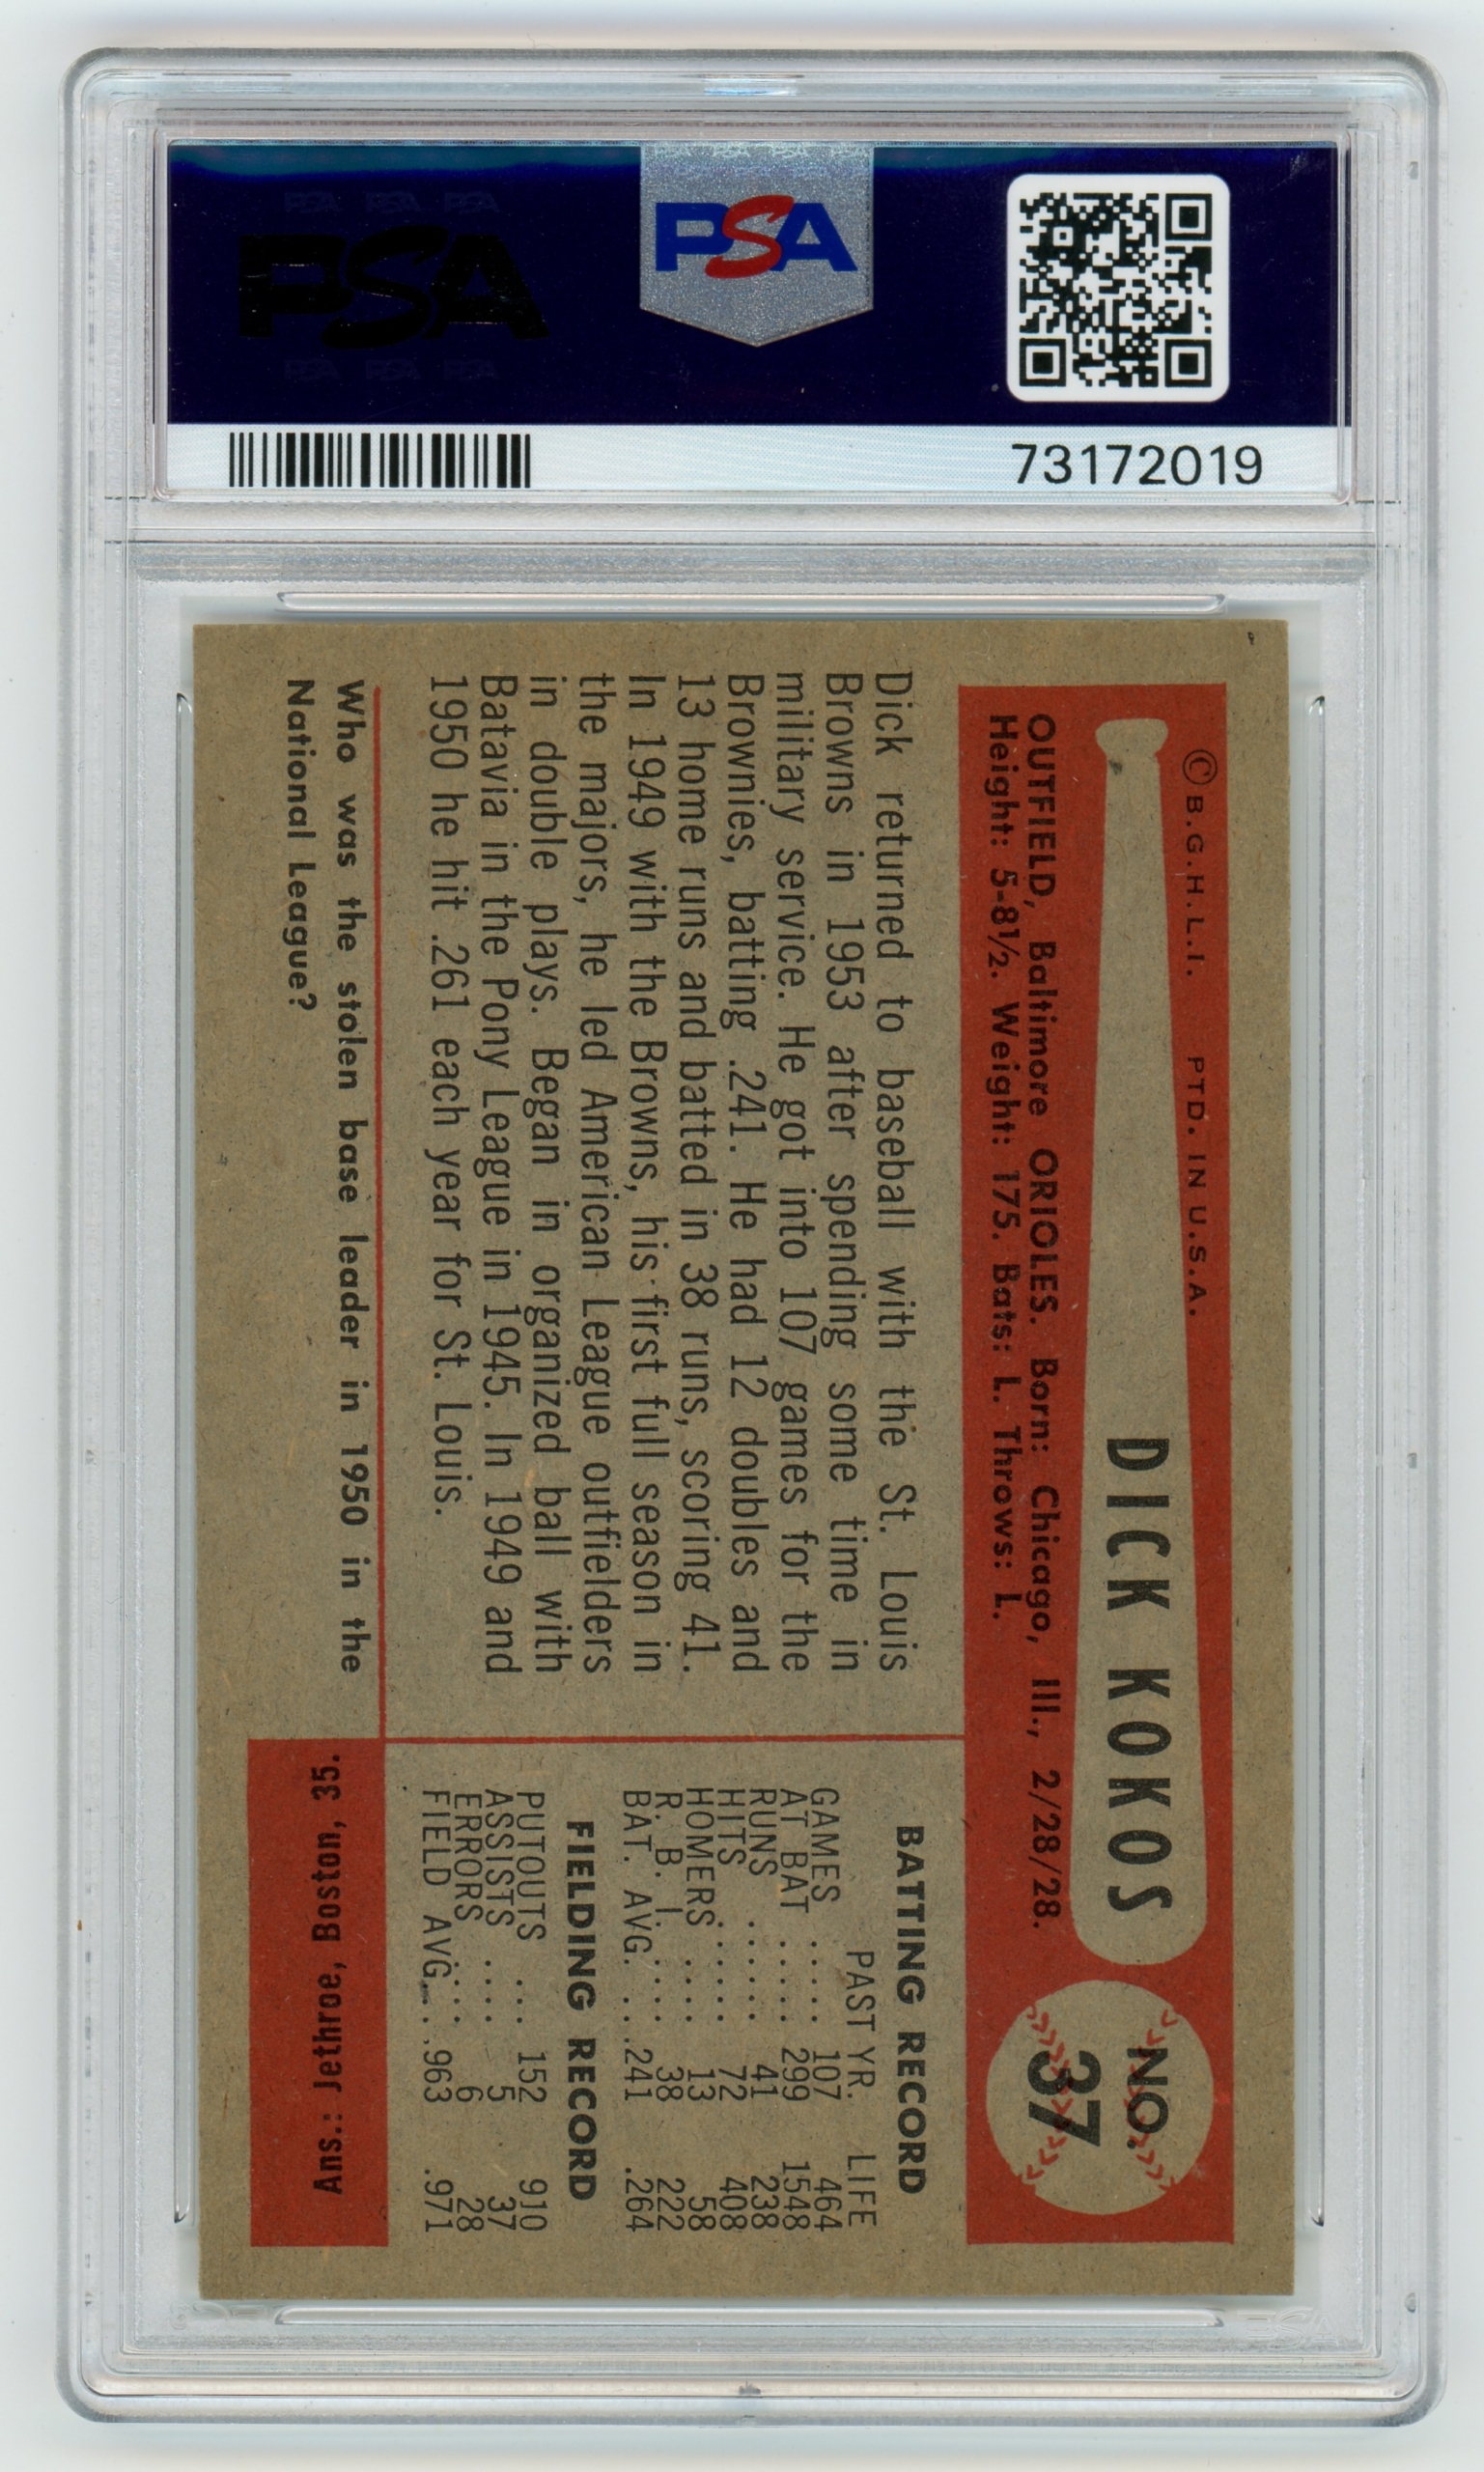 PSA
PSA PSA PSA
PSA
PSA PSA PSA
73172019
© B.G.H.L.I. PTD. IN U.S.A.
DICK KOKOS
NO.
37
OUTFIELD, Baltimore ORIOLES. Born: Chicago, Ill., 2/28/28.
Height: 5-8½. Weight: 175. Bats: L. Throws: L.
Dick returned to baseball with the St. Louis
Browns in 1953 after spending some time in
military service. He got into 107 games for the
Brownies, batting .241. He had 12 doubles and
13 home runs and batted in 38 runs, scoring 41.
In 1949 with the Browns, his first full season in
the majors, he led American League outfielders
in double plays. Began in organized ball with
Batavia in the Pony League in 1945. In 1949 and
1950 he hit .261 each year for St. Louis.
BATTING RECORD
PAST YR. LIFE
GAMES ..... 107 464
AT BAT ..... 299 1548
RUNS ...... 41 238
HITS ...... 72 408
HOMERS ..... 13 58
R. B. I. ..... 38 222
BAT. AVG. ... .241 .264
FIELDING RECORD
PUTOUTS ... 152 910
ASSISTS .... 5 37
ERRORS .... 6 28
FIELD AVG. .. .963 .971
Who was the stolen base leader in 1950 in the
National League?
Ans.: Jethroe, Boston, 35.
PSA